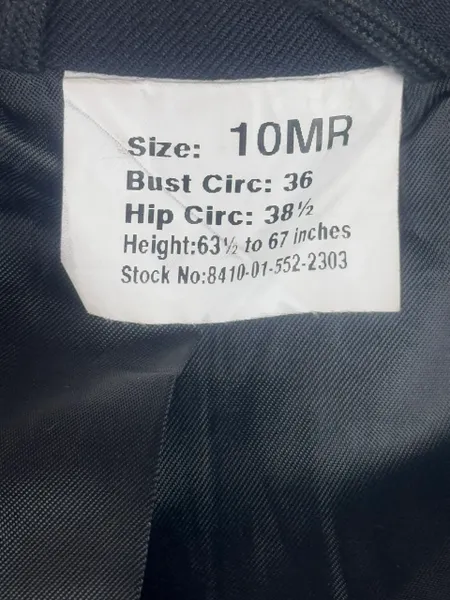 Size: 10MR
Bust Circ: 36
Hip Circ: 38½
Height:63½ to 67 inches
Stock No:8410-01-552-2303